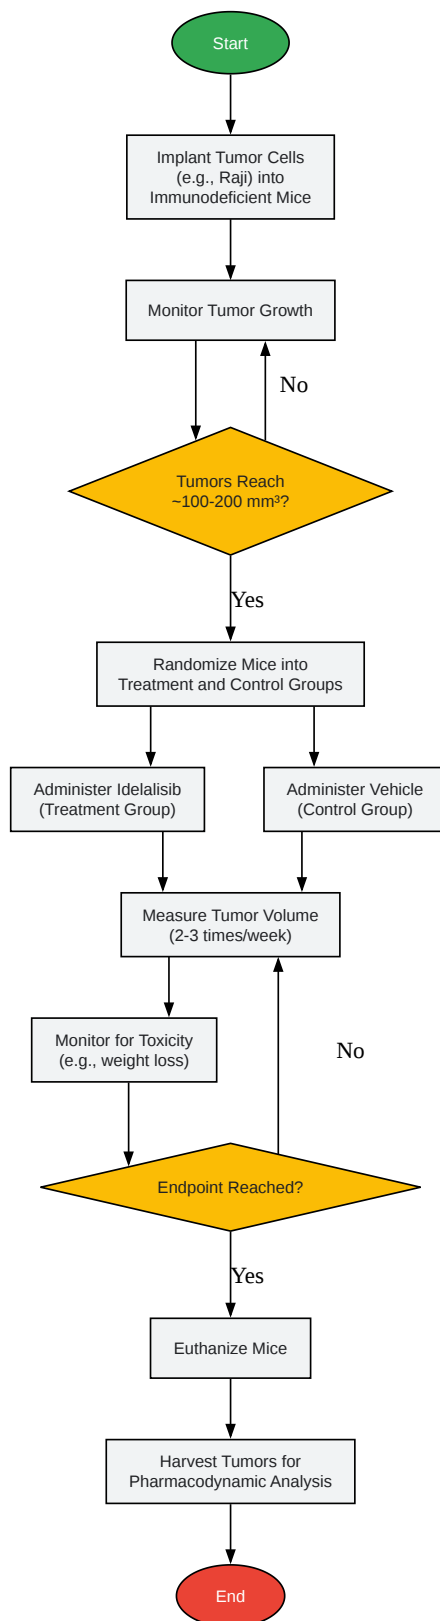 Start
Implant Tumor Cells
(e.g., Raji) into
Immunodeficient Mice
Monitor Tumor Growth
No
Tumors Reach
~100-200 mm³?
Yes
Randomize Mice into
Treatment and Control Groups
Administer Idelalisib
(Treatment Group)
Administer Vehicle
(Control Group)
Measure Tumor Volume
(2-3 times/week)
Monitor for Toxicity
(e.g., weight loss)
No
Endpoint Reached?
Yes
Euthanize Mice
Harvest Tumors for
Pharmacodynamic Analysis
End